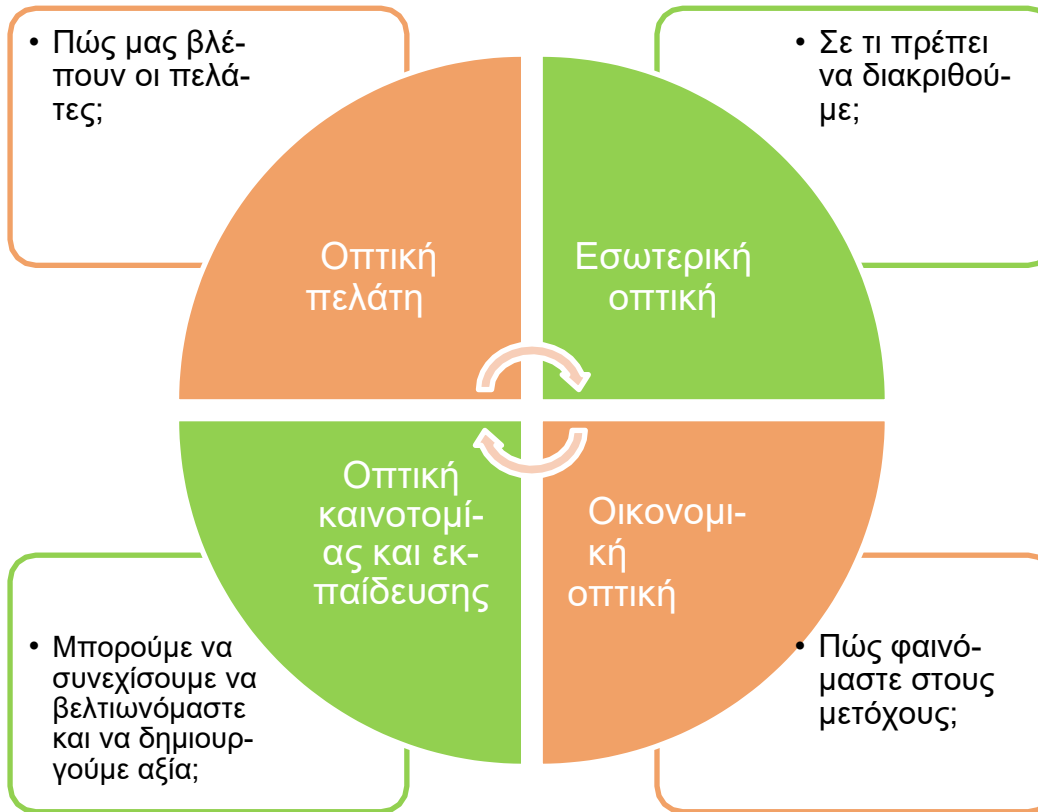 • Πώς μας βλέ-
πουν οι πελά-
τες;
• Σε τι πρέπει
να διακριθού-
με;
Οπτική
πελάτη
Εσωτερική
οπτική
Οπτική
καινοτομί-
ας και εκ-
παίδευσης
Οικονομι-
κή
οπτική
• Μπορούμε να
συνεχίσουμε να
βελτιωνόμαστε
και να δημιουρ-
γούμε αξία;
• Πώς φαινό-
μαστε στους
μετόχους;